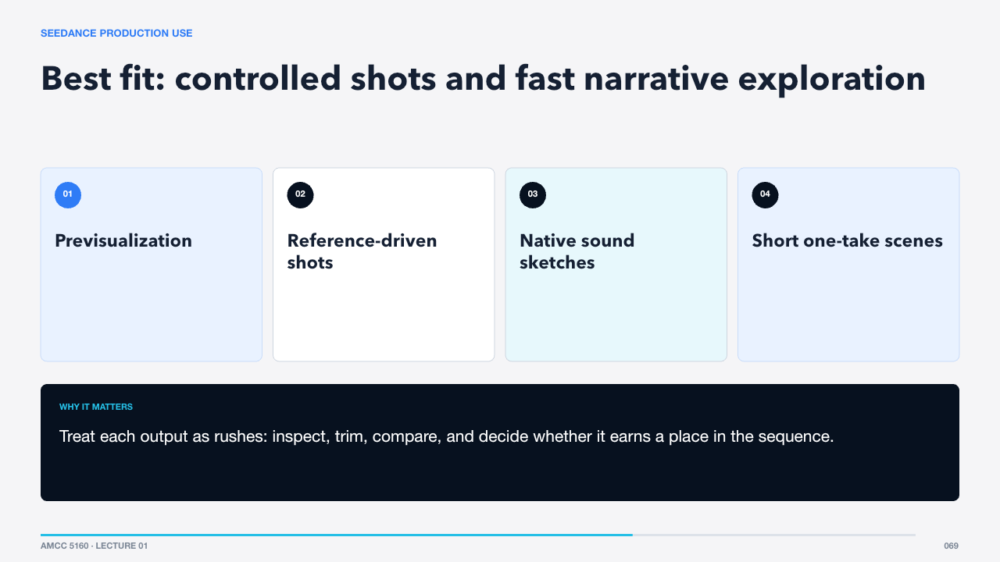 SEEDANCE PRODUCTION USE
Best fit: controlled shots and fast narrative exploration
01
Previsualization
02
Reference-driven
shots
03
Native sound
sketches
04
Short one-take scenes
WHY IT MATTERS
Treat each output as rushes: inspect, trim, compare, and decide whether it earns a place in the sequence.
AMCC 5160 · LECTURE 01
069